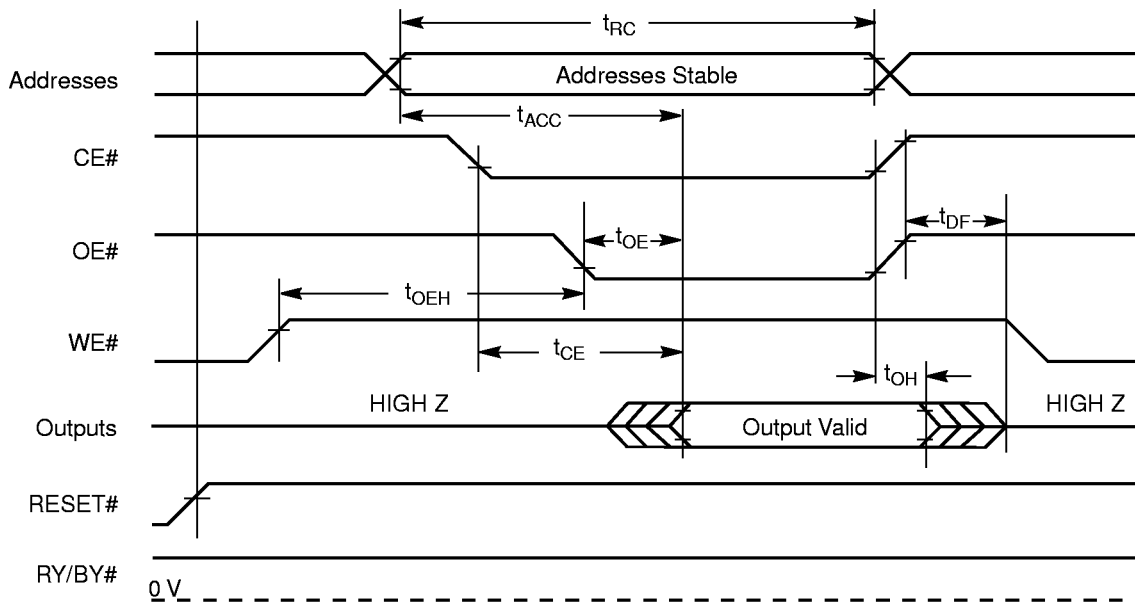 tRC
Addresses
Addresses Stable
tACC
CE#
tDF
OE#
tOE
tOEH
WE#
tCE
tOH
HIGH Z
HIGH Z
Outputs
Output Valid
RESET#
RY/BY#
0 V